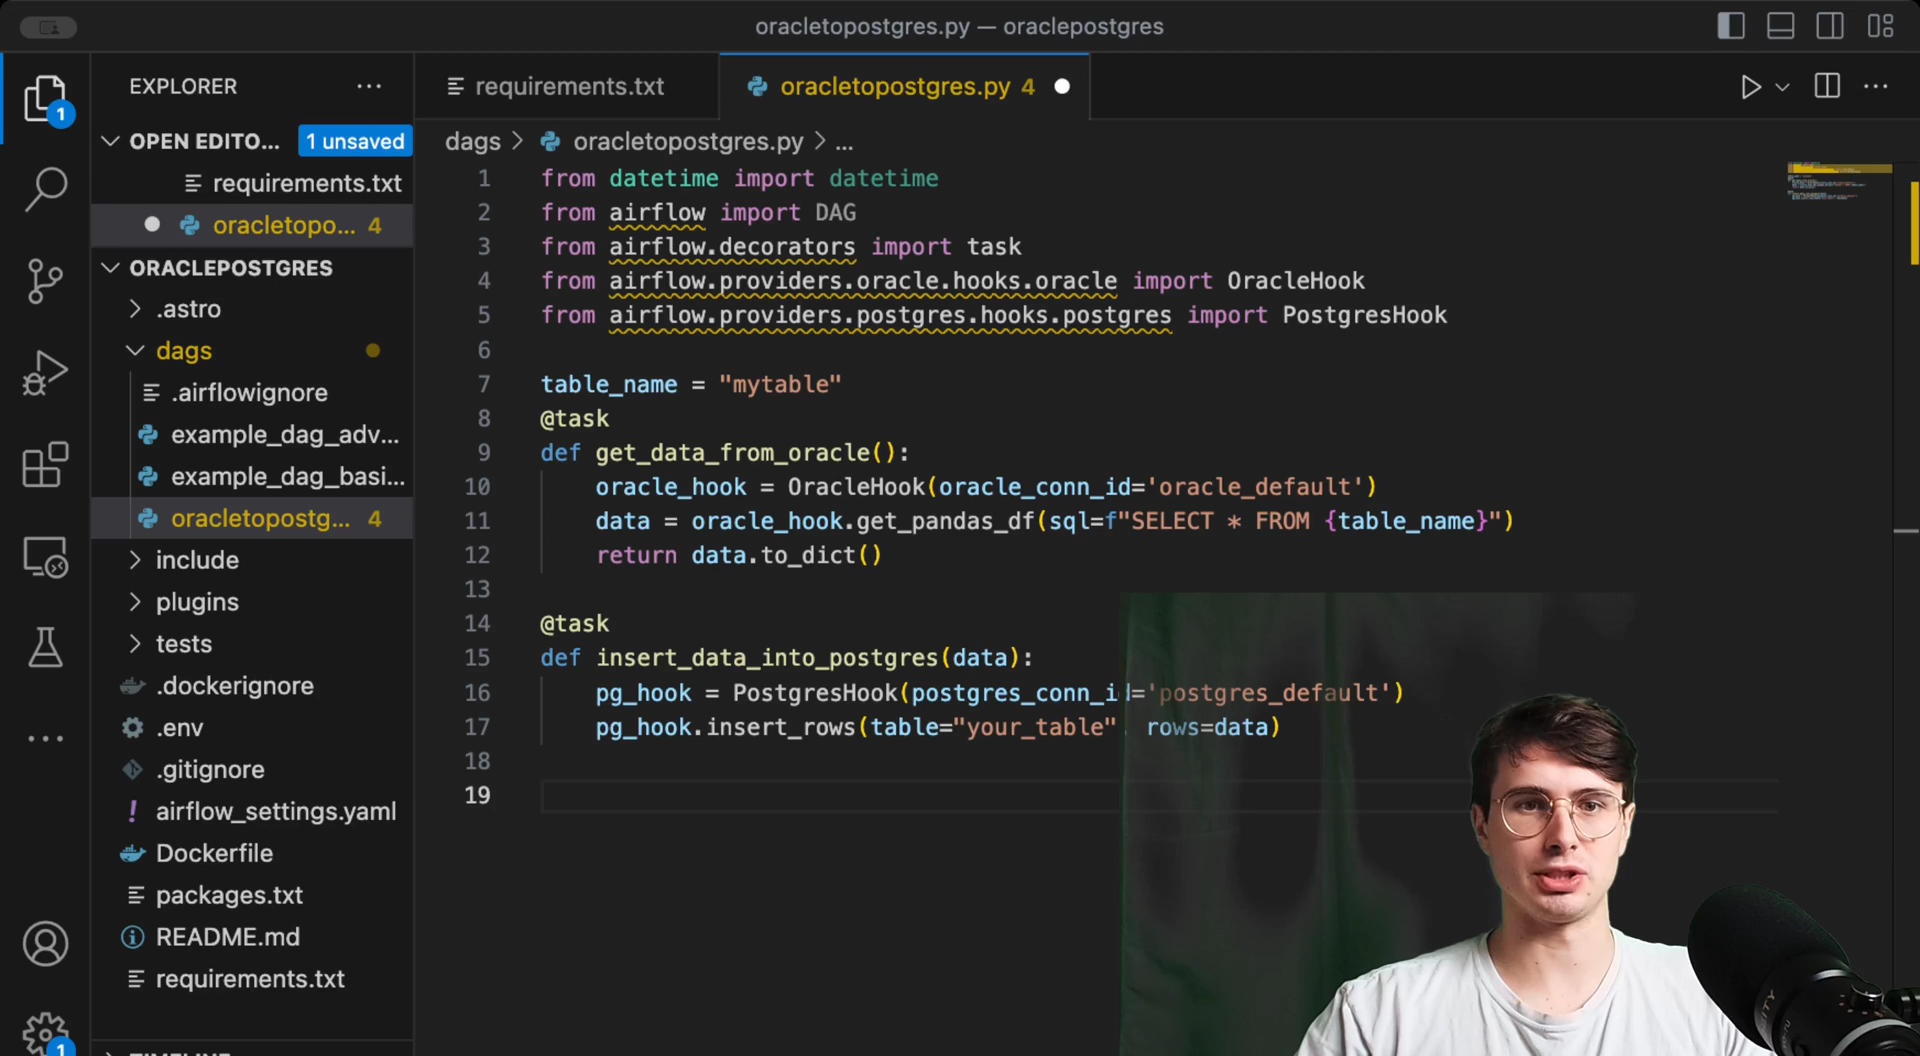 oracletopostgres.py — oraclepostgres
EXPLORER
requirements.txt
oracletopostgres.py 4
1
OPEN EDITO... 1 unsaved
requirements.txt
oracletopo... 4
ORACLEPOSTGRES
.astro
dags
.airflowignore
example_dag_adv...
example_dag_basi...
oracletopostg... 4
include
plugins
tests
.dockerignore
.env
.gitignore
! airflow_settings.yaml
Dockerfile
packages.txt
README.md
requirements.txt
1
dags > oracletopostgres.py > ...
1 from datetime import datetime
2 from airflow import DAG
3 from airflow.decorators import task
4 from airflow.providers.oracle.hooks.oracle import OracleHook
5 from airflow.providers.postgres.hooks.postgres import PostgresHook
6
7 table_name = "mytable"
8 @task
9 def get_data_from_oracle():
10 oracle_hook = OracleHook(oracle_conn_id='oracle_default')
11 data = oracle_hook.get_pandas_df(sql=f"SELECT * FROM {table_name}")
12 return data.to_dict()
13
14 @task
15 def insert_data_into_postgres(data):
16 pg_hook = PostgresHook(postgres_conn_id='postgres_default')
17 pg_hook.insert_rows(table="your_table", rows=data)
18
19